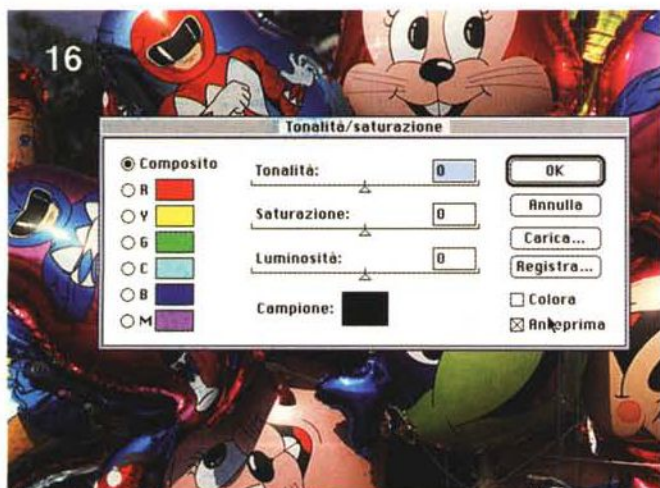 16
Tonalità/saturazione
Composito
R
Y
G
C
B
M
Tonalità: 0
Saturazione: 0
Luminosità: 0
Campione:
OK
Annulla
Carica...
Registra...
Colora
Anteprima